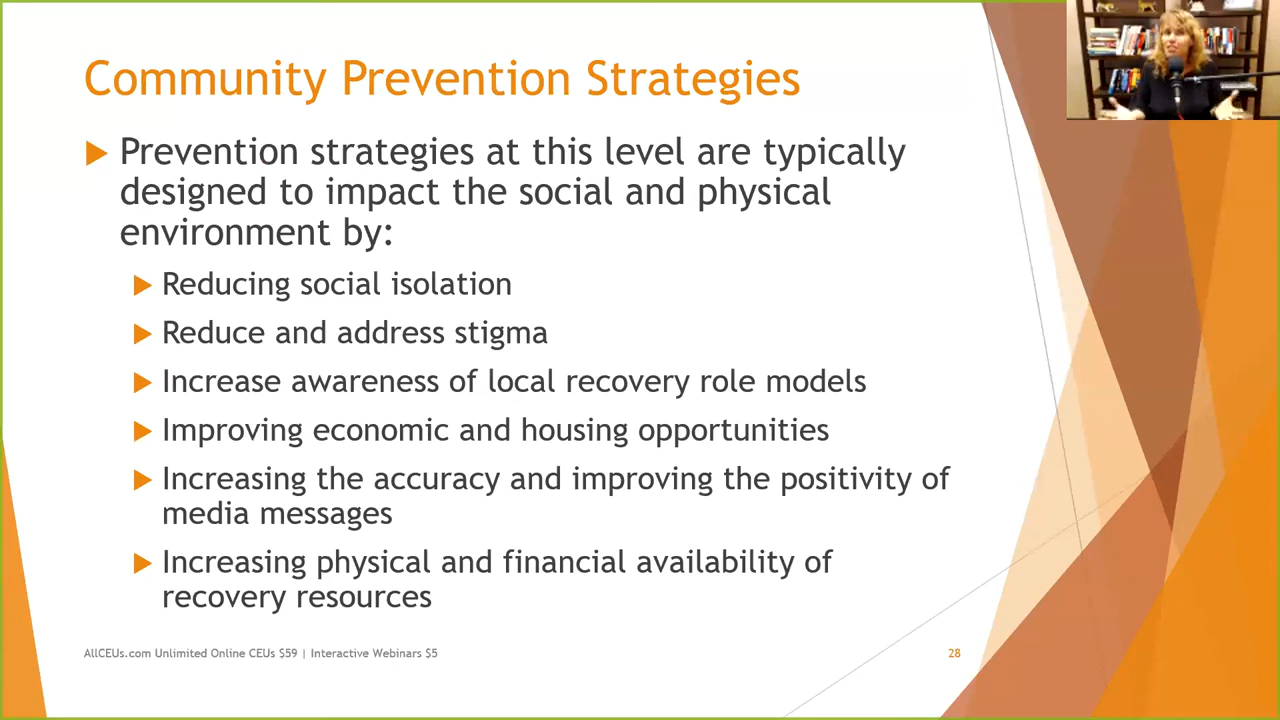 Community Prevention Strategies
Prevention strategies at this level are typically
designed to impact the social and physical
environment by:
Reducing social isolation
Reduce and address stigma
Increase awareness of local recovery role models
Improving economic and housing opportunities
Increasing the accuracy and improving the positivity of
media messages
Increasing physical and financial availability of
recovery resources
AllCEUs.com Unlimited Online CEUs $59 | Interactive Webinars $5
28